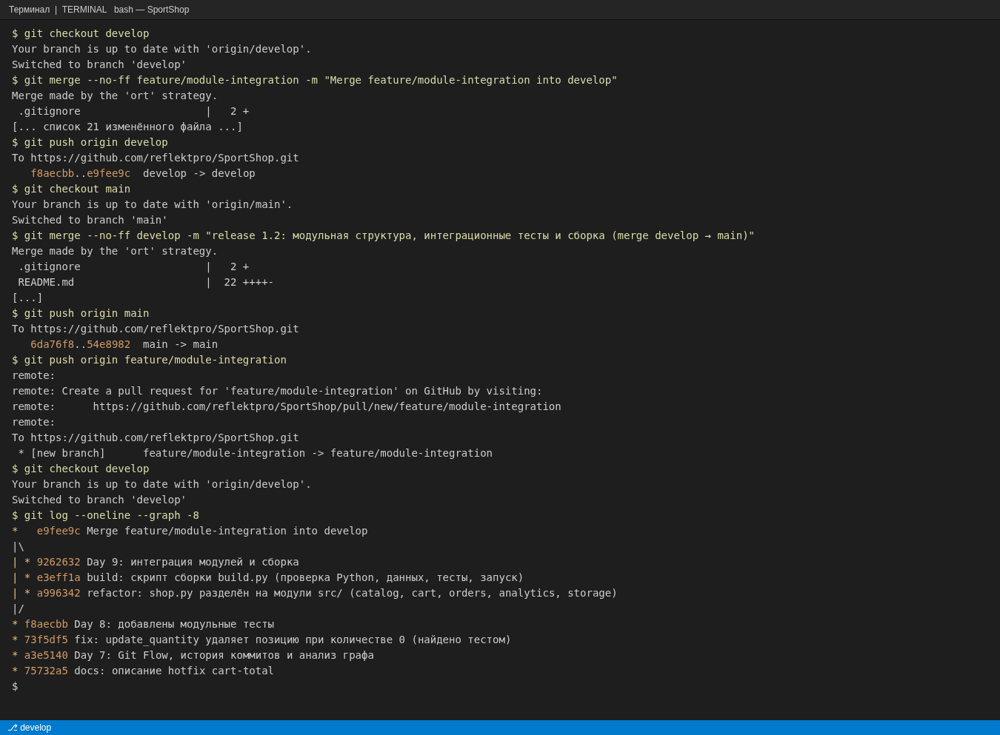 Терминал | TERMINAL bash — SportShop
$ git checkout develop
Your branch is up to date with 'origin/develop'.
Switched to branch 'develop'
$ git merge --no-ff feature/module-integration -m "Merge feature/module-integration into develop"
Merge made by the 'ort' strategy.
 .gitignore                    |   2 +
[... список 21 изменённого файла ...]
$ git push origin develop
To https://github.com/reflektpro/SportShop.git
   f8aecbb..e9fee9c  develop -> develop
$ git checkout main
Your branch is up to date with 'origin/main'.
Switched to branch 'main'
$ git merge --no-ff develop -m "release 1.2: модульная структура, интеграционные тесты и сборка (merge develop → main)"
Merge made by the 'ort' strategy.
 .gitignore                    |   2 +
 README.md                     |  22 ++++-
[...]
$ git push origin main
To https://github.com/reflektpro/SportShop.git
   6da76f8..54e8982  main -> main
$ git push origin feature/module-integration
remote:
remote: Create a pull request for 'feature/module-integration' on GitHub by visiting:
remote:      https://github.com/reflektpro/SportShop/pull/new/feature/module-integration
remote:
To https://github.com/reflektpro/SportShop.git
 * [new branch]      feature/module-integration -> feature/module-integration
$ git checkout develop
Your branch is up to date with 'origin/develop'.
Switched to branch 'develop'
$ git log --oneline --graph -8
*   e9fee9c Merge feature/module-integration into develop
|\
| * 9262632 Day 9: интеграция модулей и сборка
| * e3eff1a build: скрипт сборки build.py (проверка Python, данных, тесты, запуск)
| * a996342 refactor: shop.py разделён на модули src/ (catalog, cart, orders, analytics, storage)
|/
* f8aecbb Day 8: добавлены модульные тесты
* 73f5df5 fix: update_quantity удаляет позицию при количестве 0 (найдено тестом)
* a3e5140 Day 7: Git Flow, история коммитов и анализ графа
* 75732a5 docs: описание hotfix cart-total
$
⎇ develop